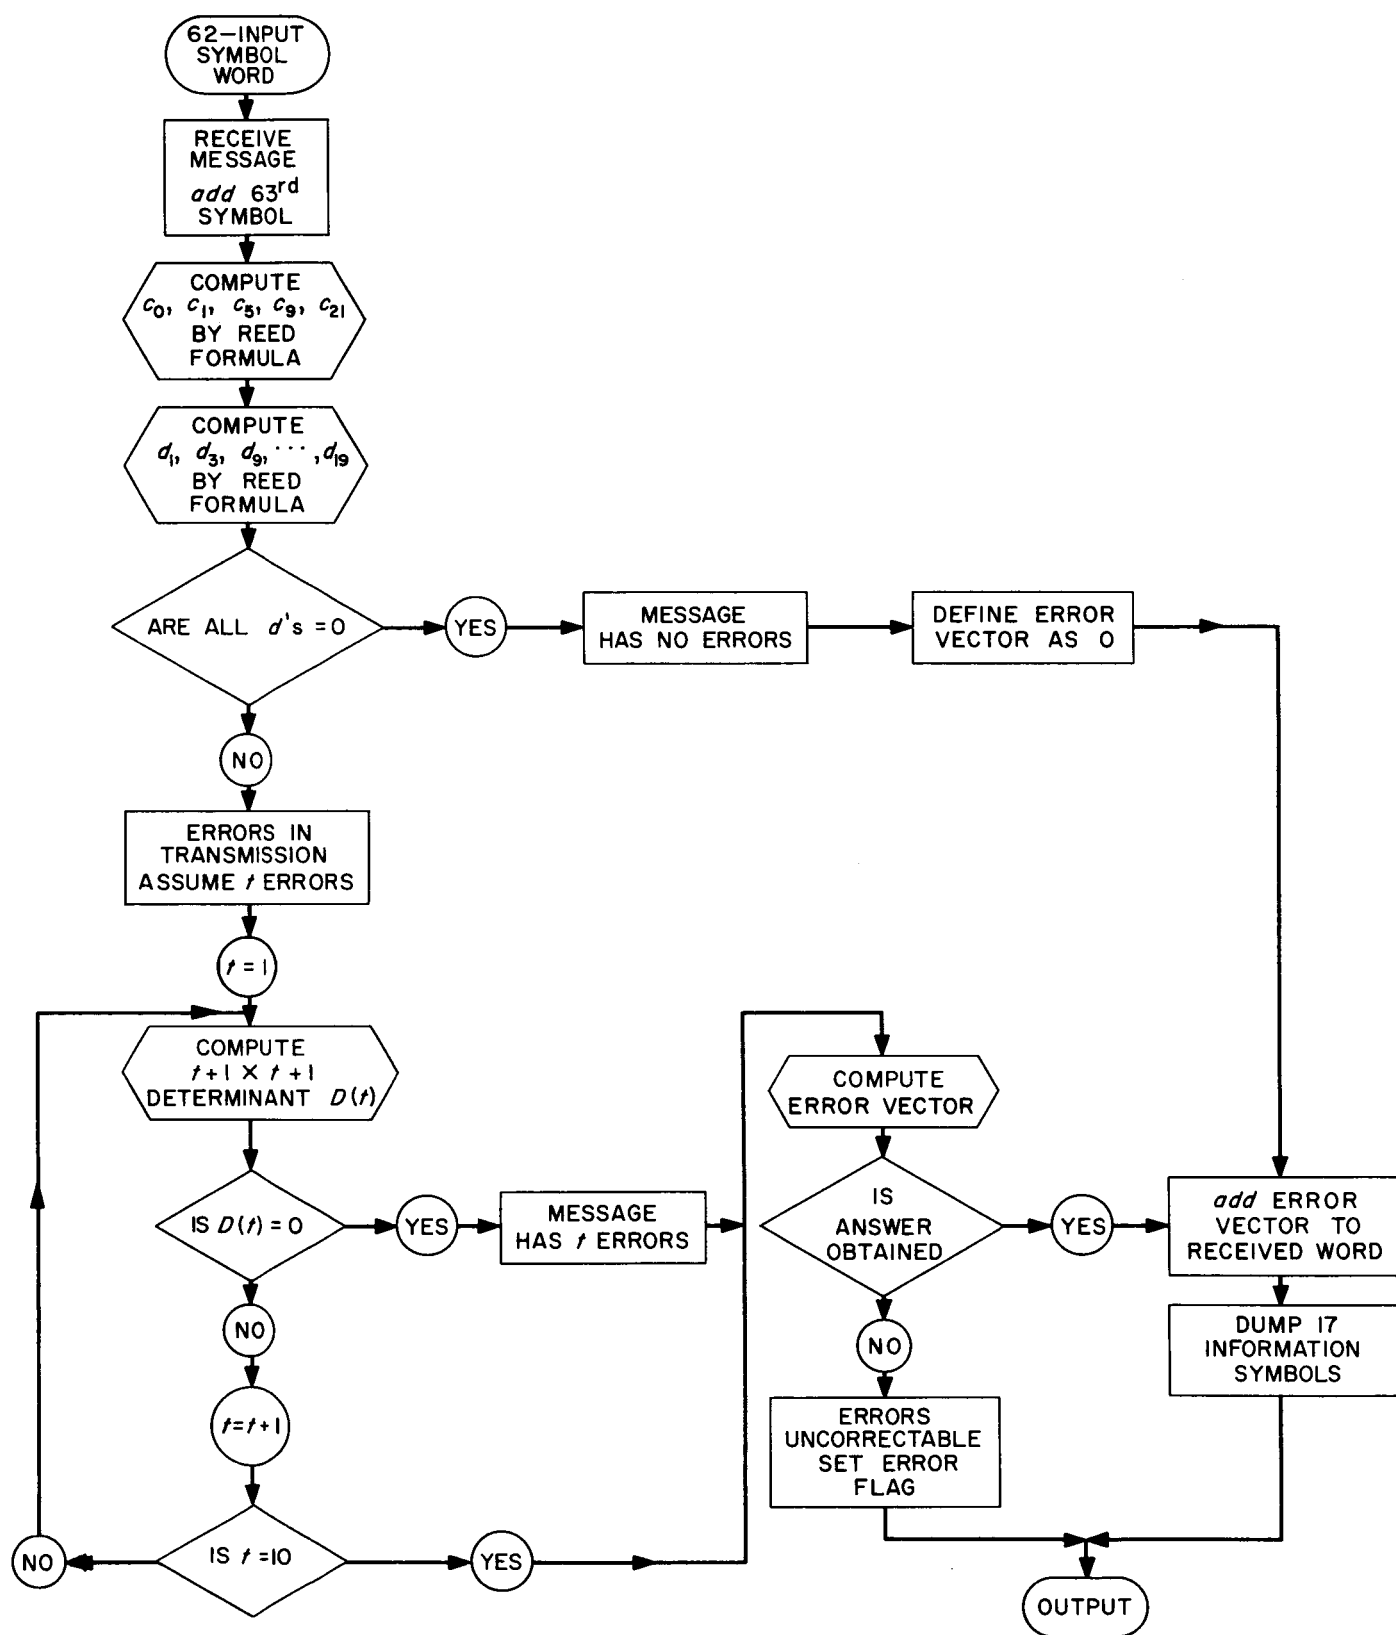 62-INPUT
SYMBOL
WORD
RECEIVE
MESSAGE
add 63rd
SYMBOL
COMPUTE
c0, c1, c5, c9, c21
BY REED
FORMULA
COMPUTE
d1, d3, d9, ··· , d19
BY REED
FORMULA
ARE ALL d's = 0
YES
MESSAGE
HAS NO ERRORS
DEFINE ERROR
VECTOR AS 0
NO
ERRORS IN
TRANSMISSION
ASSUME t ERRORS
t = 1
COMPUTE
t+1 × t+1
DETERMINANT D(t)
IS D(t) = 0
YES
MESSAGE
HAS t ERRORS
NO
t = t+1
IS t = 10
NO
YES
COMPUTE
ERROR VECTOR
IS
ANSWER
OBTAINED
YES
NO
ERRORS
UNCORRECTABLE
SET ERROR
FLAG
add ERROR
VECTOR TO
RECEIVED WORD
DUMP 17
INFORMATION
SYMBOLS
OUTPUT